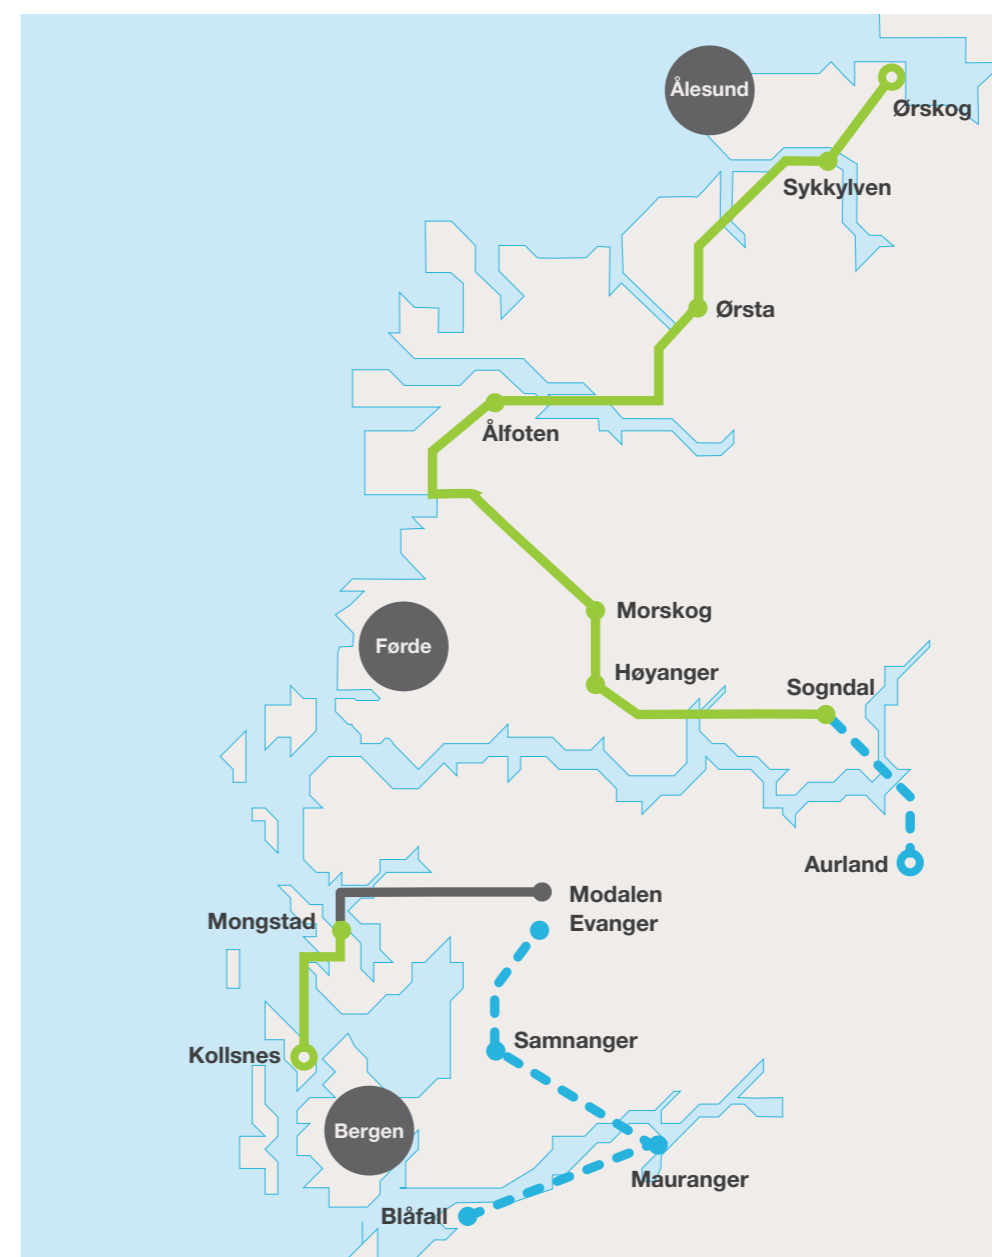 Ålesund
Ørskog
Sykkylven
Ørsta
Ålfoten
Morskog
Førde
Høyanger
Sogndal
Aurland
Modalen
Mongstad
Evanger
Samnanger
Kollsnes
Bergen
Mauranger
Blåfall